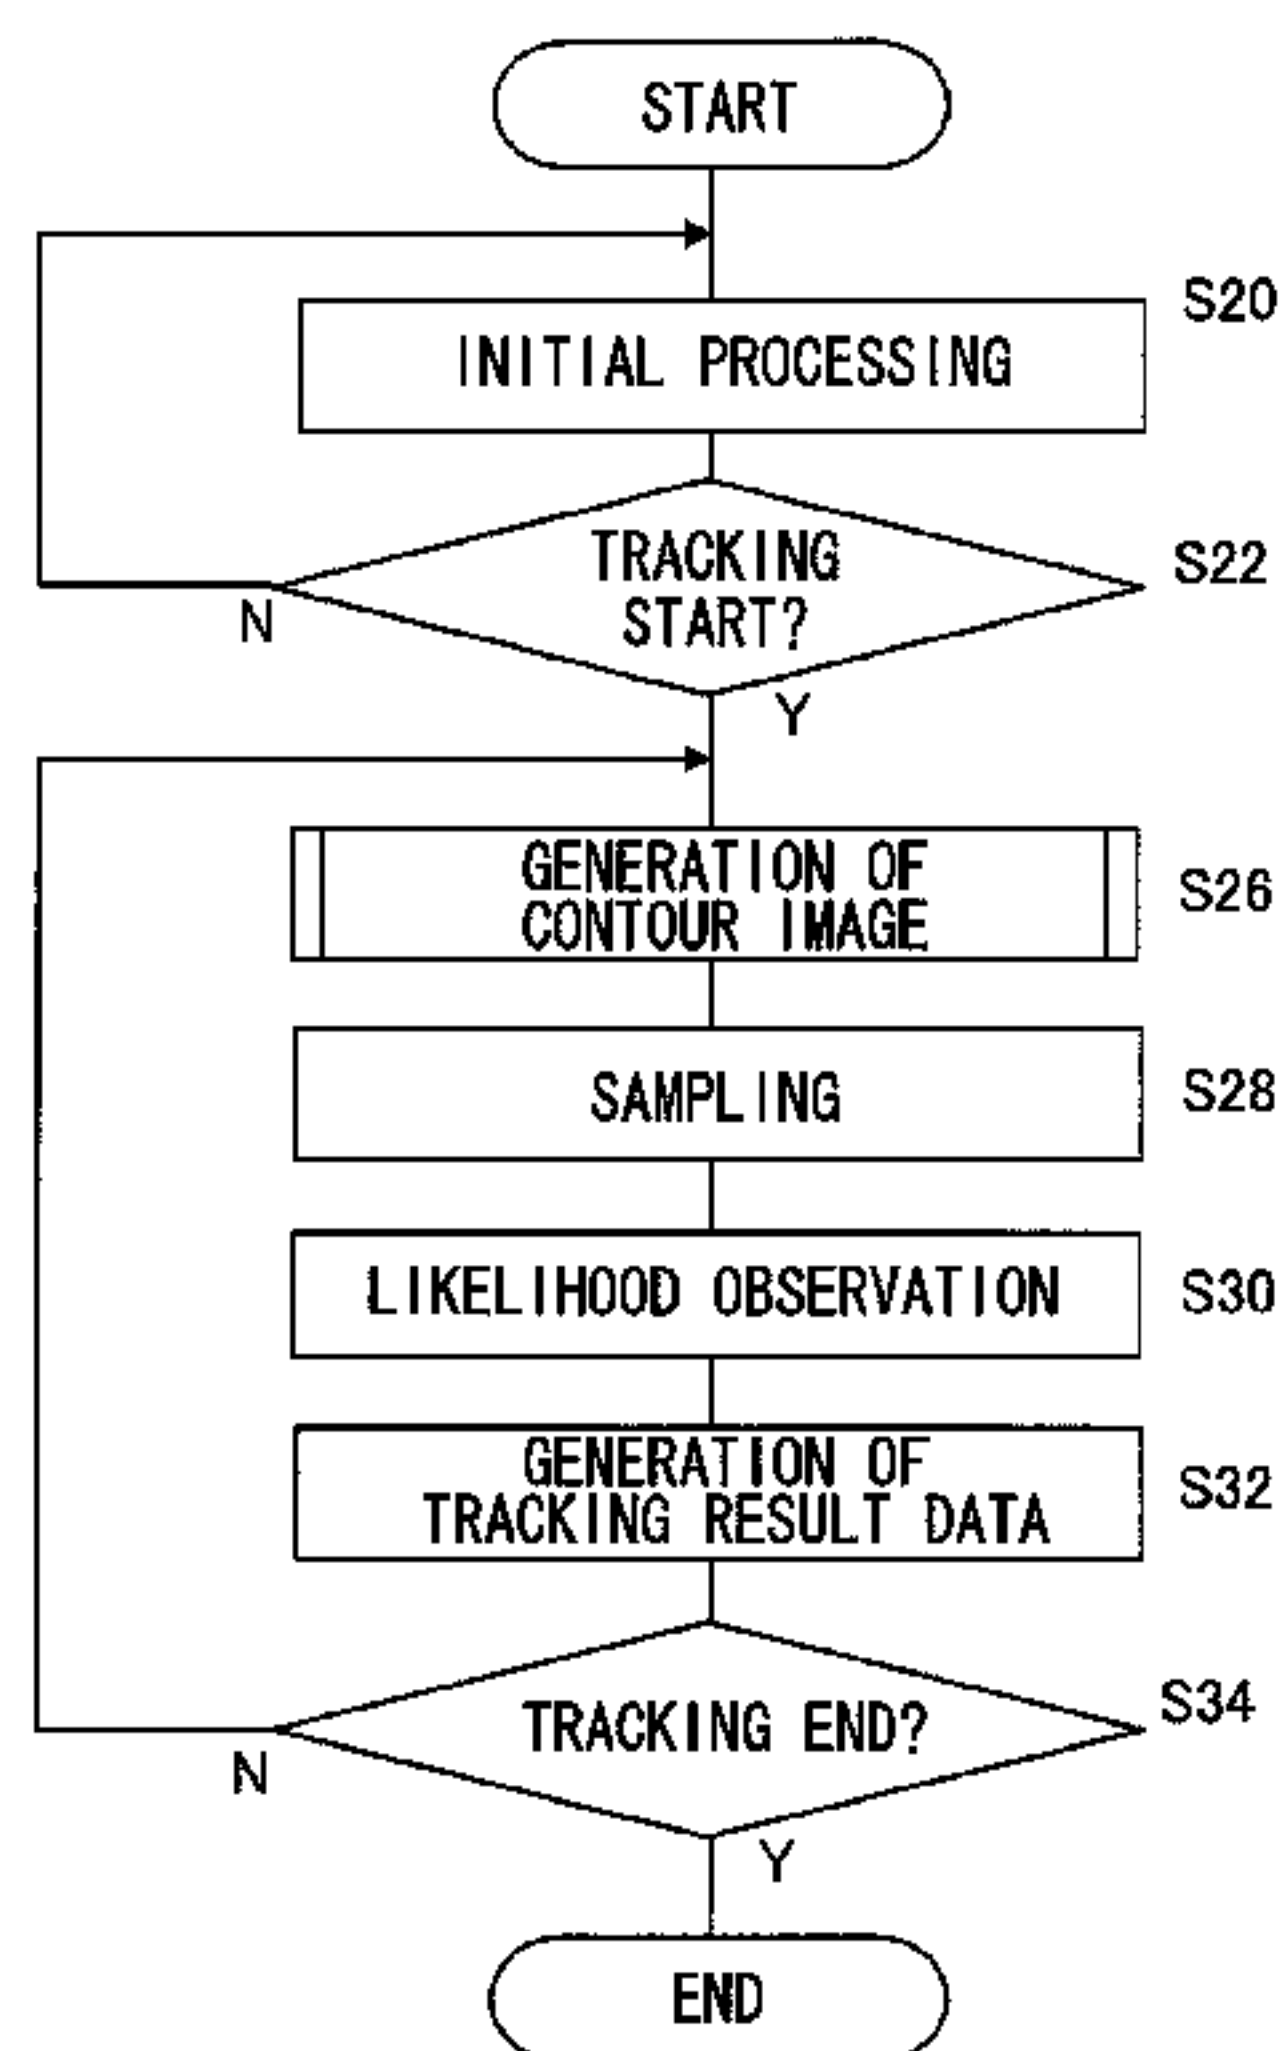 START
S20
INITIAL PROCESSING
TRACKING
START?
S22
N
Y
GENERATION OF
CONTOUR IMAGE
S26
SAMPLING
S28
LIKELIHOOD OBSERVATION
S30
GENERATION OF
TRACKING RESULT DATA
S32
TRACKING END?
S34
N
Y
END